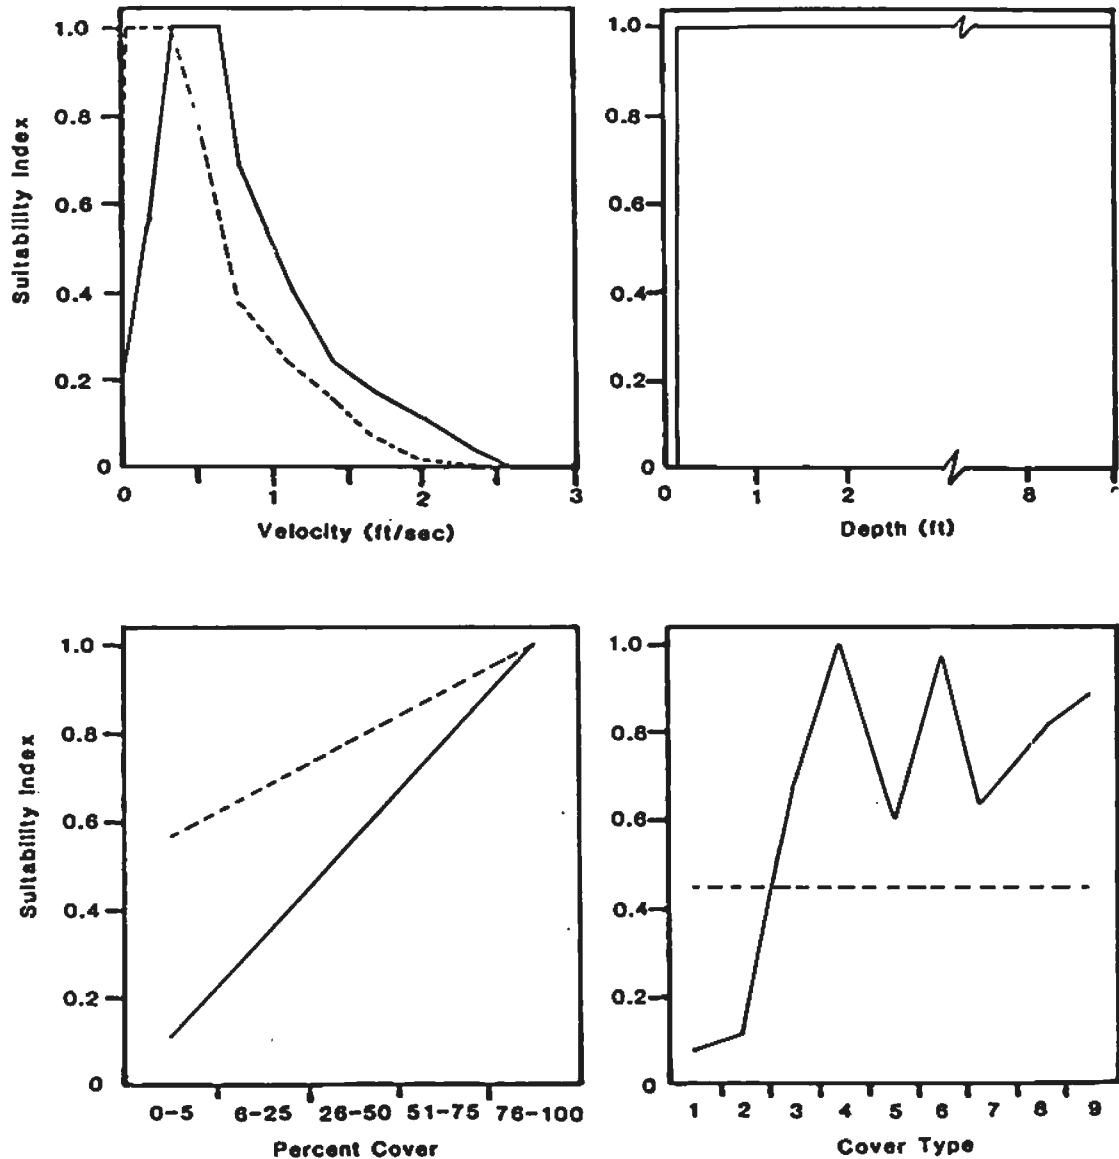 Suitability Index
1.0
0.8
0.6
0.4
0.2
0
0 1 2 3
Velocity (ft/sec)
1.0
0.8
0.6
0.4
0.2
0
0 1 2 8
Depth (ft)
Suitability Index
1.0
0.8
0.6
0.4
0.2
0
0-5 6-25 26-50 51-75 76-100
Percent Cover
1.0
0.8
0.6
0.4
0.2
0
1 2 3 4 5 6 7 8 9
Cover Type